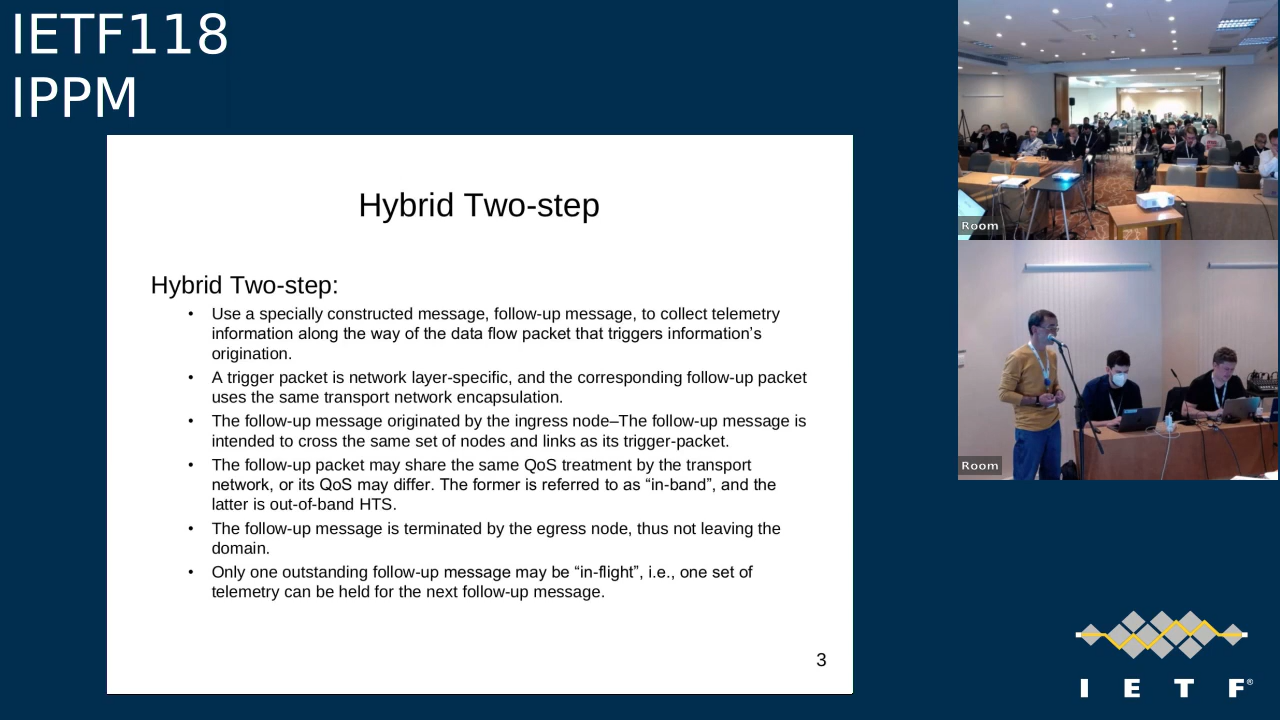 IETF118
IPPM
Hybrid Two-step
Hybrid Two-step:
• Use a specially constructed message, follow-up message, to collect telemetry
information along the way of the data flow packet that triggers information’s
origination.
• A trigger packet is network layer-specific, and the corresponding follow-up packet
uses the same transport network encapsulation.
• The follow-up message originated by the ingress node–The follow-up message is
intended to cross the same set of nodes and links as its trigger-packet.
• The follow-up packet may share the same QoS treatment by the transport
network, or its QoS may differ. The former is referred to as “in-band”, and the
latter is out-of-band HTS.
• The follow-up message is terminated by the egress node, thus not leaving the
domain.
• Only one outstanding follow-up message may be “in-flight”, i.e., one set of
telemetry can be held for the next follow-up message.
3
Room
Room
I E T F®